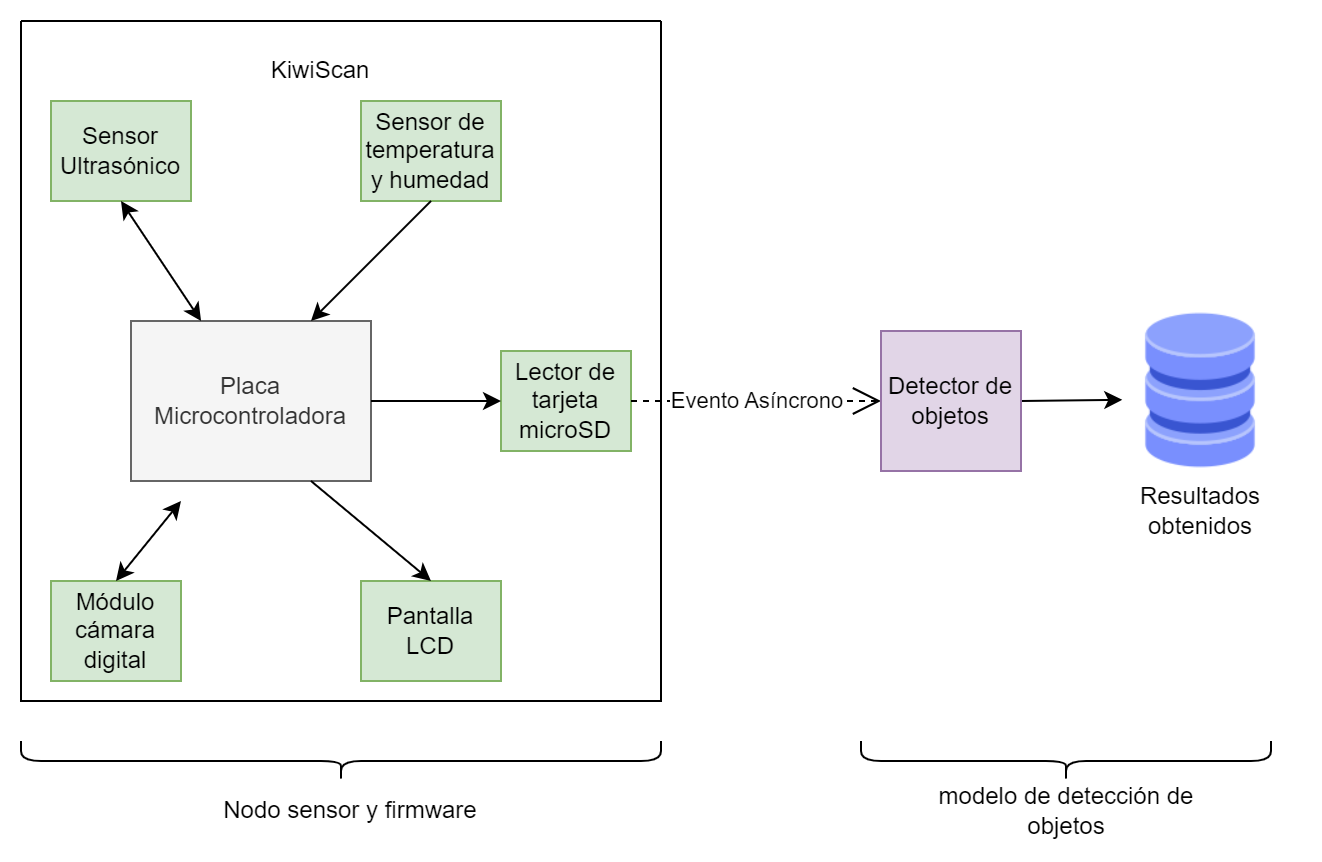 KiwiScan
Sensor
Ultrasónico
Sensor de
temperatura
y humedad
Placa
Microcontroladora
Lector de
tarjeta
microSD
Evento Asíncrono
Detector de
objetos
Resultados
obtenidos
Módulo
cámara
digital
Pantalla
LCD
Nodo sensor y firmware
modelo de detección de
objetos